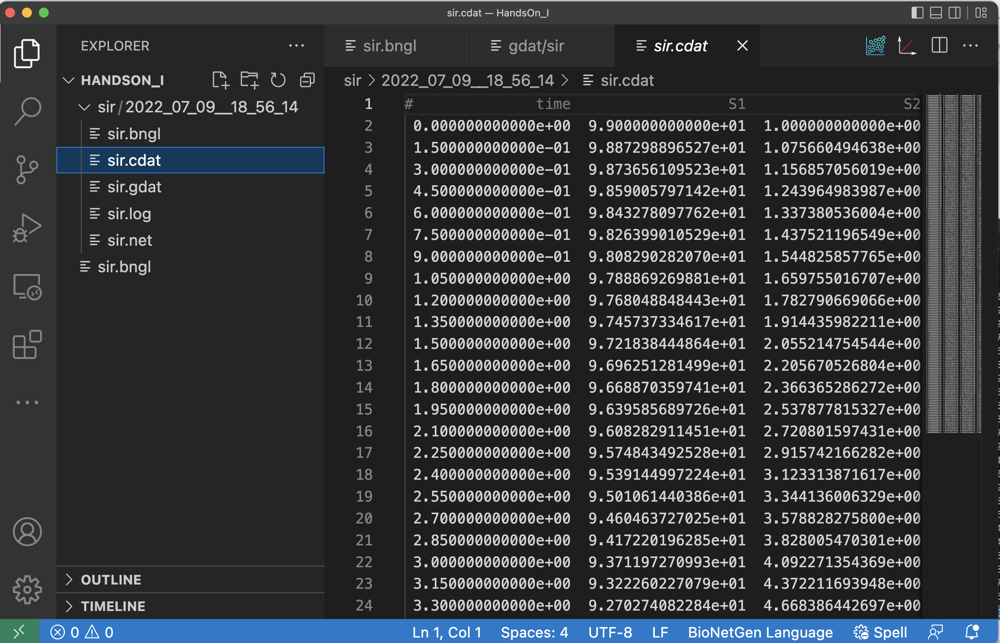 sir.cdat — HandsOn_I
EXPLORER
sir.bngl
gdat/sir
sir.cdat
HANDSON_I
sir/2022_07_09__18_56_14
sir.bngl
sir.cdat
sir.gdat
sir.log
sir.net
sir.bngl
OUTLINE
TIMELINE
sir > 2022_07_09__18_56_14 > sir.cdat
1 # time S1 S2
2 0.000000000000e+00 9.900000000000e+01 1.000000000000e+00
3 1.500000000000e-01 9.887298896527e+01 1.075660494638e+00
4 3.000000000000e-01 9.873656109523e+01 1.156857056019e+00
5 4.500000000000e-01 9.859005797142e+01 1.243964983987e+00
6 6.000000000000e-01 9.843278097762e+01 1.337380536004e+00
7 7.500000000000e-01 9.826399010529e+01 1.437521196549e+00
8 9.000000000000e-01 9.808290282070e+01 1.544825857765e+00
9 1.050000000000e+00 9.788869269881e+01 1.659755016707e+00
10 1.200000000000e+00 9.768048848443e+01 1.782790669066e+00
11 1.350000000000e+00 9.745737334617e+01 1.914435982211e+00
12 1.500000000000e+00 9.721838444864e+01 2.055214754544e+00
13 1.650000000000e+00 9.696251281499e+01 2.205670526804e+00
14 1.800000000000e+00 9.668870359741e+01 2.366365286272e+00
15 1.950000000000e+00 9.639585689726e+01 2.537877815327e+00
16 2.100000000000e+00 9.608282911451e+01 2.720801597431e+00
17 2.250000000000e+00 9.574843492528e+01 2.915742166282e+00
18 2.400000000000e+00 9.539144997224e+01 3.123313871617e+00
19 2.550000000000e+00 9.501061440386e+01 3.344136006329e+00
20 2.700000000000e+00 9.460463727025e+01 3.578828275800e+00
21 2.850000000000e+00 9.417220196285e+01 3.828005470301e+00
22 3.000000000000e+00 9.371197270993e+01 4.092271354369e+00
23 3.150000000000e+00 9.322260227079e+01 4.372211693948e+00
24 3.300000000000e+00 9.270274082284e+01 4.668386442697e+00
0 0 Ln 1, Col 1 Spaces: 4 UTF-8 LF BioNetGen Language Spell